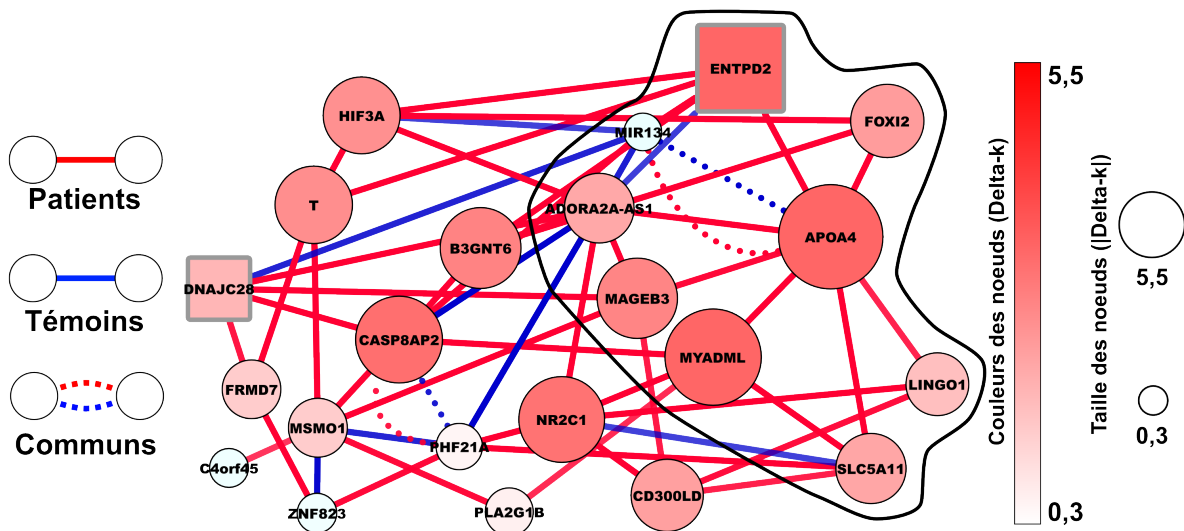 Patients
Témoins
Communs
ENTPD2
HIF3A
MIR134
FOXI2
T
ADORA2A-AS1
B3GNT6
APOA4
DNAJC28
MAGEB3
CASP8AP2
MYADML
FRMD7
LINGO1
MSMO1
NR2C1
PHF21A
C4orf45
SLC5A11
CD300LD
ZNF823
PLA2G1B
Couleurs des noeuds (Delta-k)
5,5
0,3
Taille des noeuds (|Delta-k|)
5,5
0,3